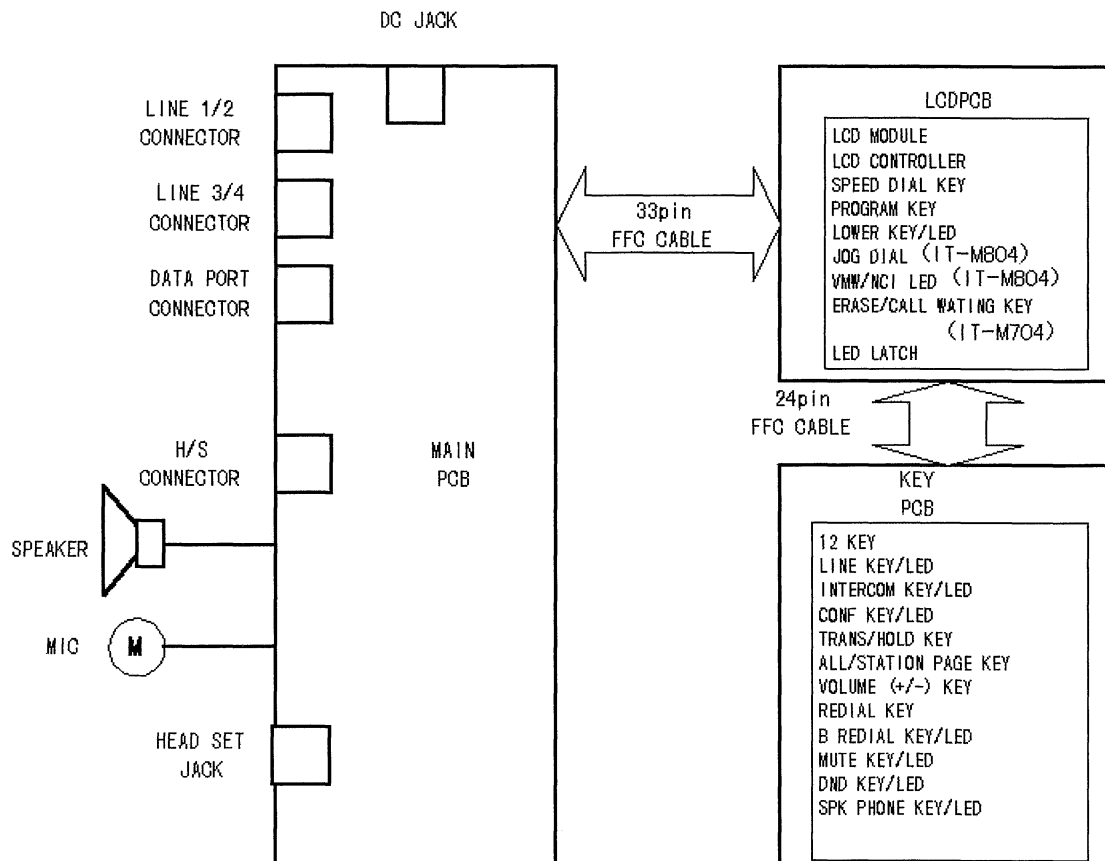 DC JACK
LINE 1/2
CONNECTOR
LINE 3/4
CONNECTOR
DATA PORT
CONNECTOR
H/S
CONNECTOR
SPEAKER
MIC
M
HEAD SET
JACK
MAIN
PCB
33pin
FFC CABLE
LCDPCB
LCD MODULE
LCD CONTROLLER
SPEED DIAL KEY
PROGRAM KEY
LOWER KEY/LED
JOG DIAL (IT-M804)
VMW/NCI LED (IT-M804)
ERASE/CALL WATING KEY
(IT-M704)
LED LATCH
24pin
FFC CABLE
KEY
PCB
12 KEY
LINE KEY/LED
INTERCOM KEY/LED
CONF KEY/LED
TRANS/HOLD KEY
ALL/STATION PAGE KEY
VOLUME (+/-) KEY
REDIAL KEY
B REDIAL KEY/LED
MUTE KEY/LED
DND KEY/LED
SPK PHONE KEY/LED